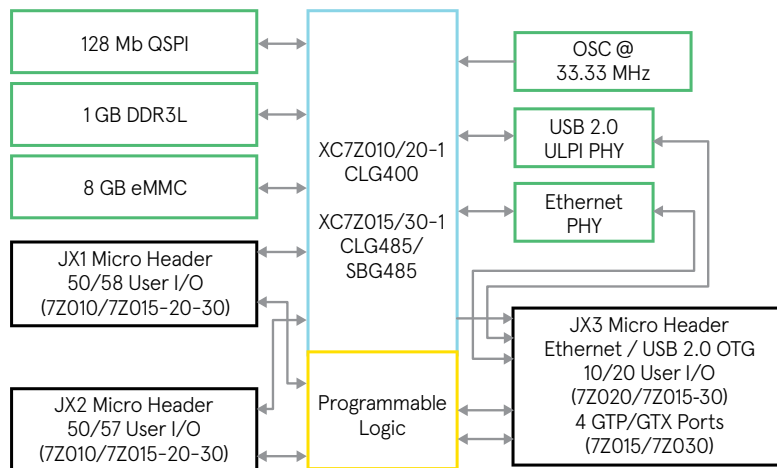 128 Mb QSPI
1 GB DDR3L
8 GB eMMC
JX1 Micro Header
50/58 User I/O
(7Z010/7Z015-20-30)
JX2 Micro Header
50/57 User I/O
(7Z010/7Z015-20-30)
XC7Z010/20-1
CLG400
XC7Z015/30-1
CLG485/
SBG485
Programmable
Logic
OSC @
33.33 MHz
USB 2.0
ULPI PHY
Ethernet
PHY
JX3 Micro Header
Ethernet / USB 2.0 OTG
10/20 User I/O
(7Z020/7Z015-30)
4 GTP/GTX Ports
(7Z015/7Z030)